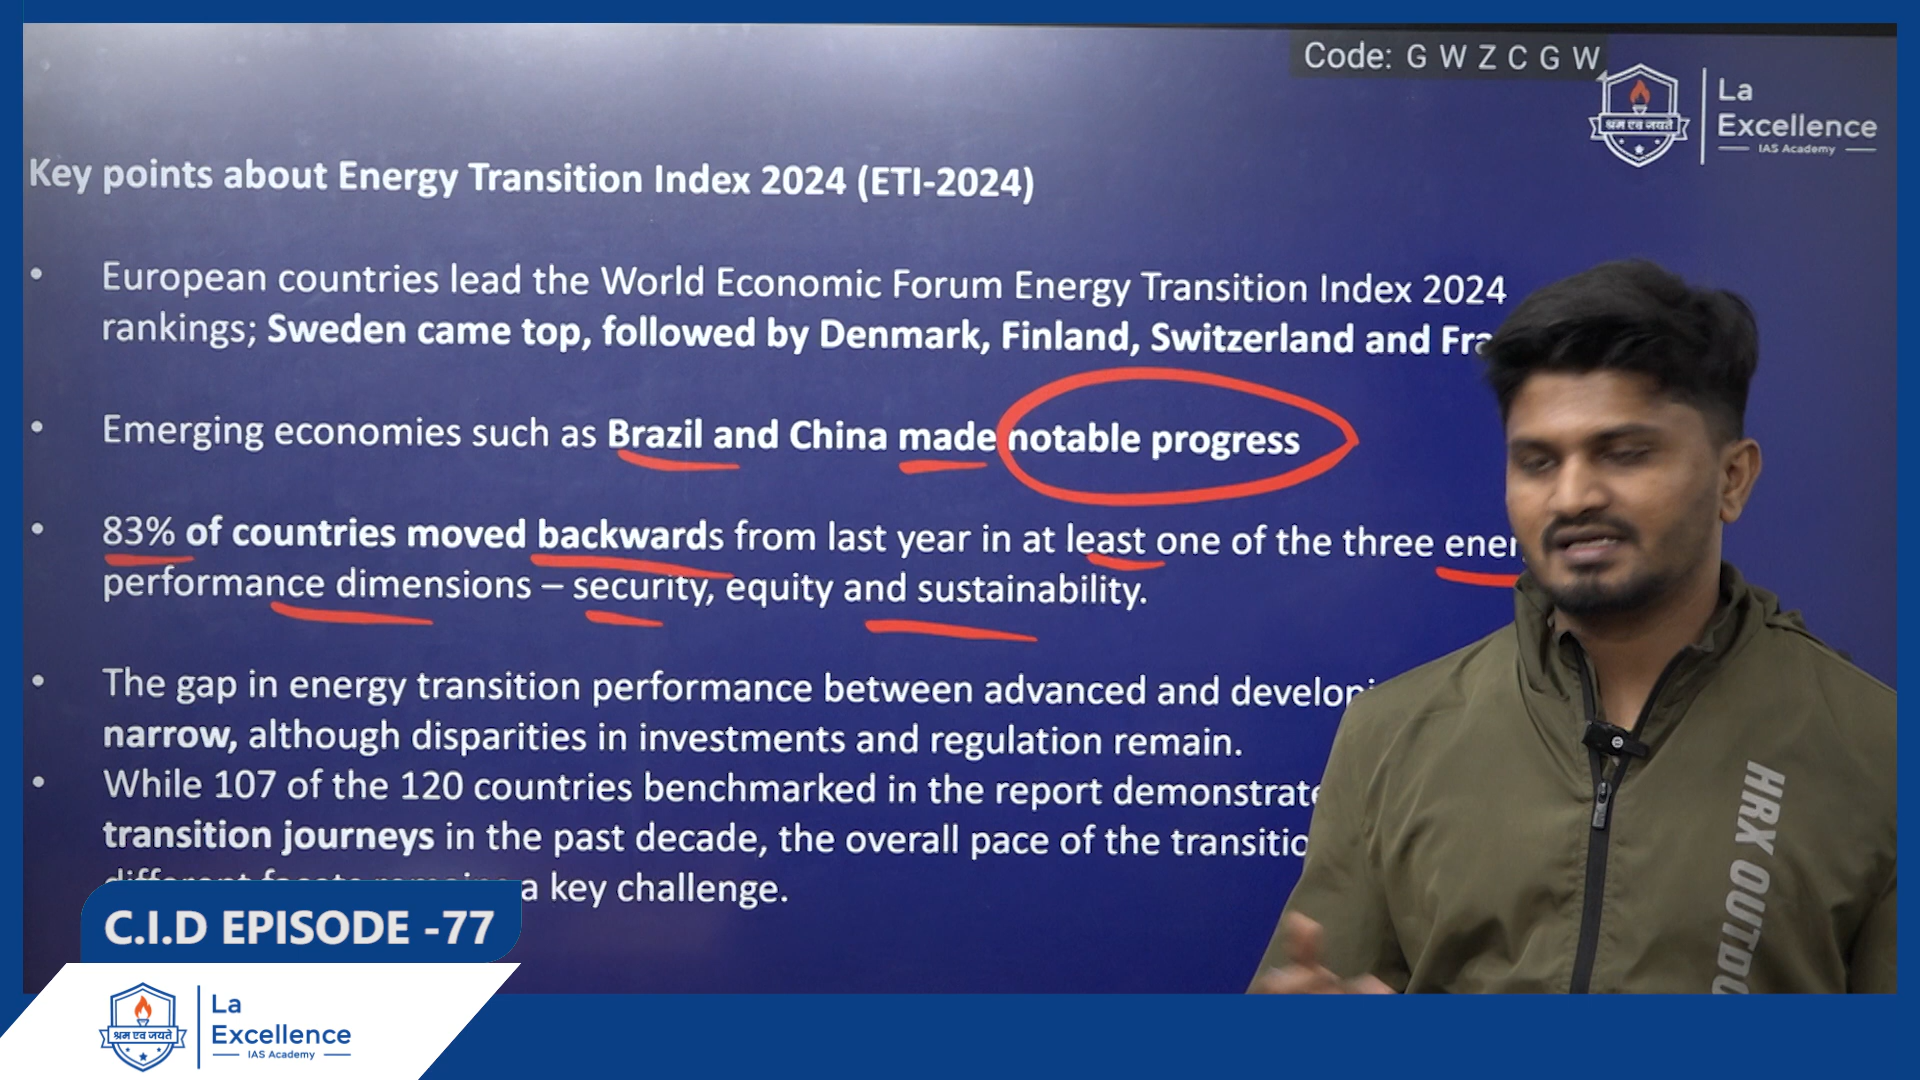 Code: G W Z C G W
La
Excellence
IAS Academy
श्रम एव जयते
Key points about Energy Transition Index 2024 (ETI-2024)
• European countries lead the World Economic Forum Energy Transition Index 2024
rankings; Sweden came top, followed by Denmark, Finland, Switzerland and
• Emerging economies such as Brazil and China made notable progress
• 83% of countries moved backwards from last year in at least one of the three
performance dimensions – security, equity and sustainability.
• The gap in energy transition performance between advanced and
narrow, although disparities in investments and regulation remain.
• While 107 of the 120 countries benchmarked in the report
transition journeys in the past decade, the overall pace of the
a key challenge.
HRX
C.I.D EPISODE -77
श्रम एव जयते
La
Excellence
IAS Academy